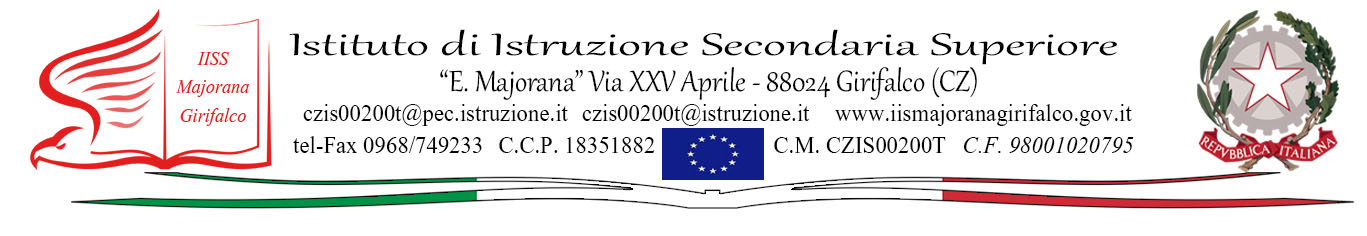 IISS
Majorana
Girifalco
Istituto di Istruzione Secondaria Superiore
“E. Majorana” Via XXV Aprile - 88024 Girifalco (CZ)
czis00200t@pec.istruzione.it czis00200t@istruzione.it www.iismajoranagirifalco.gov.it
tel-Fax 0968/749233 C.C.P. 18351882 C.M. CZIS00200T C.F. 98001020795
REPVBBLICA ITALIANA